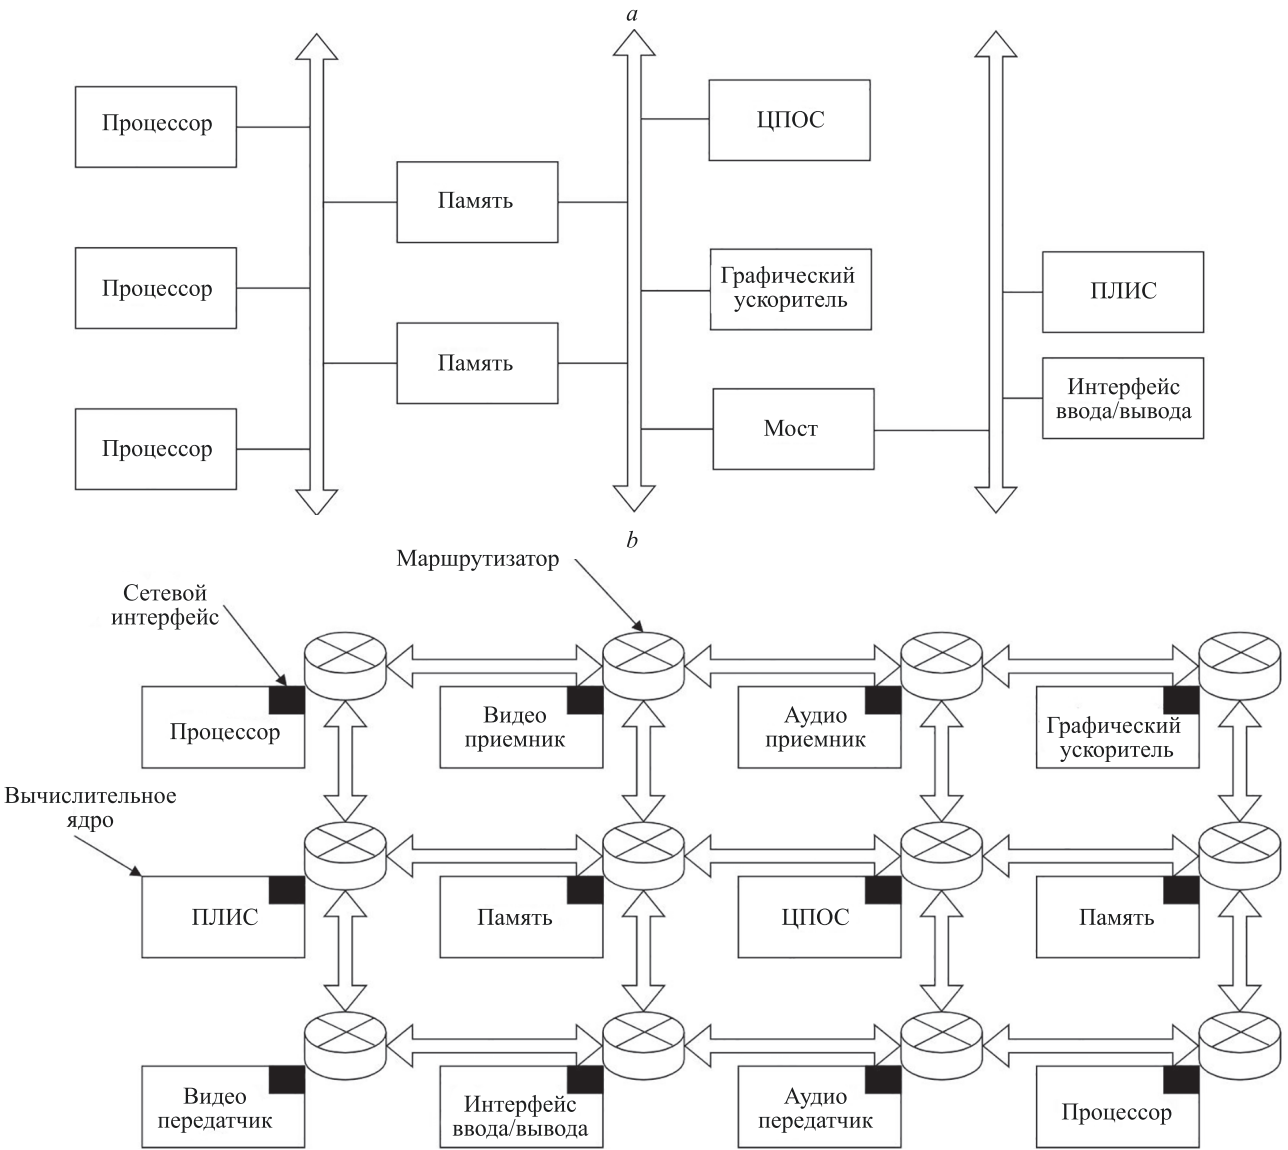 a
Процессор
ЦПОС
Память
Процессор
Графический
ускоритель
ПЛИС
Память
Интерфейс
ввода/вывода
Мост
Процессор
b
Маршрутизатор
Сетевой
интерфейс
Процессор
Видео
приемник
Аудио
приемник
Графический
ускоритель
Вычислительное
ядро
ПЛИС
Память
ЦПОС
Память
Видео
передатчик
Интерфейс
ввода/вывода
Аудио
передатчик
Процессор